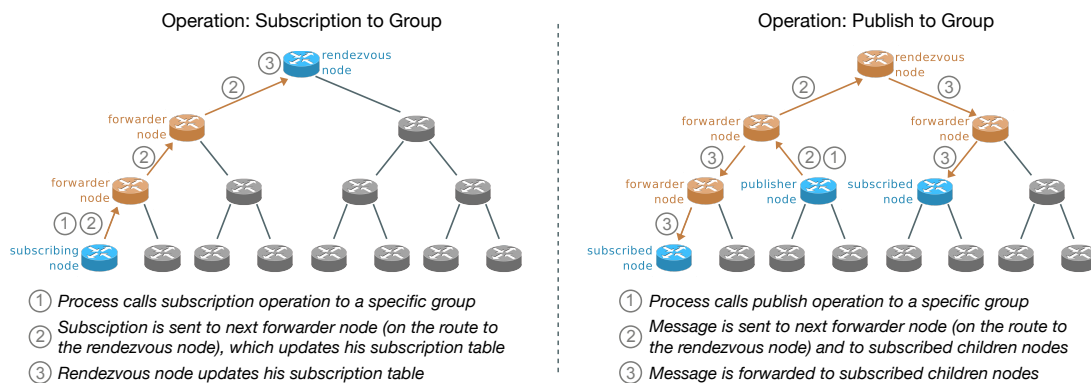 Operation: Subscription to Group
rendezvous
node
3
2
forwarder
node
2
forwarder
node
1 2
subscribing
node
1 Process calls subscription operation to a specific group
2 Subsciption is sent to next forwarder node (on the route to
the rendezvous node), which updates his subscription table
3 Rendezvous node updates his subscription table
Operation: Publish to Group
rendezvous
node
2
3
forwarder
node
forwarder
node
3
2 1
3
forwarder
node
publisher
node
subscribed
node
3
subscribed
node
1 Process calls publish operation to a specific group
2 Message is sent to next forwarder node (on the route to
the rendezvous node) and to subscribed children nodes
3 Message is forwarded to subscribed children nodes